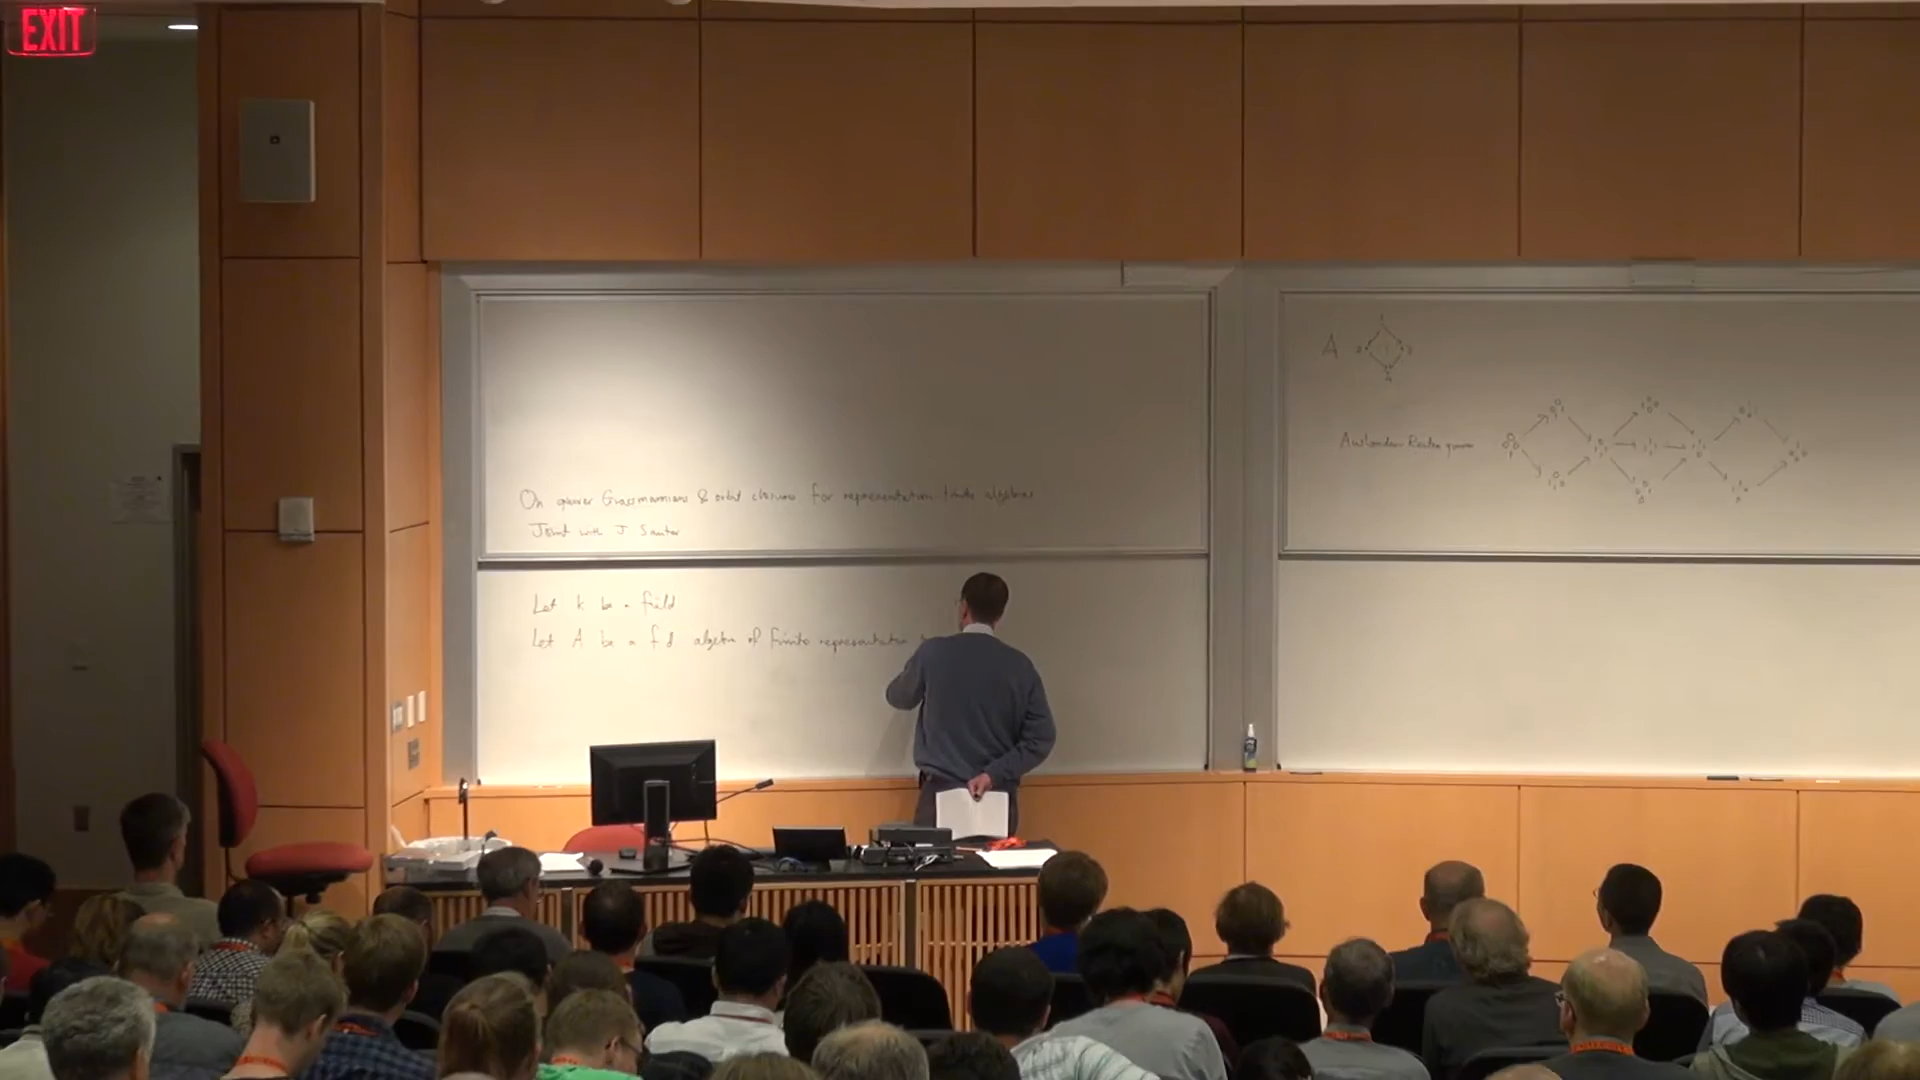 EXIT
On quiver Grassmannians & orbit closures for representation finite algebras
Joint with J Sauter
Let k be a field
Let A be a f d algebra of finite representation
A
Auslander-Reiten quiver